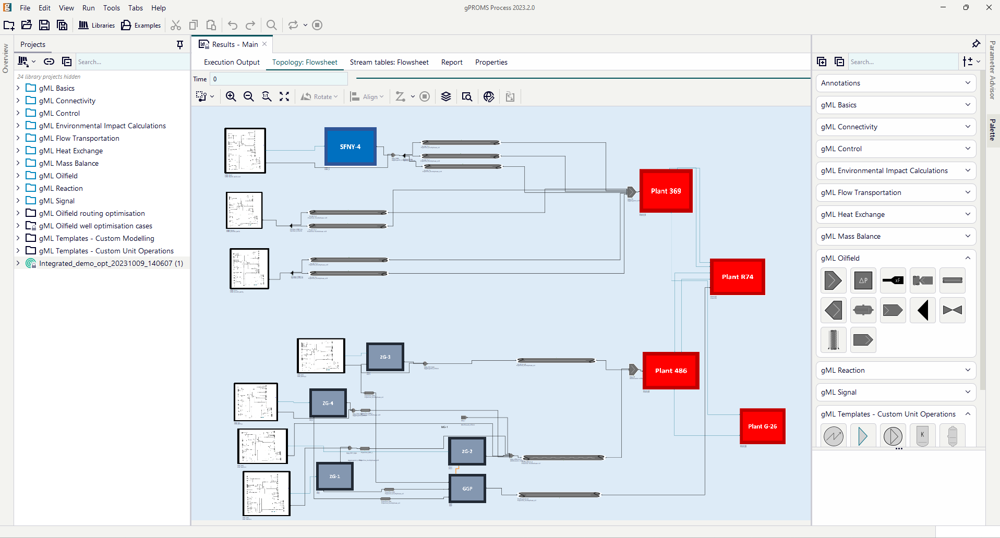 gPROMS Process 2023.2.0
File Edit View Run Tools Tabs Help
Libraries Examples
Overview
Projects
Search...
24 library projects hidden
gML Basics
gML Connectivity
gML Control
gML Environmental Impact Calculations
gML Flow Transportation
gML Heat Exchange
gML Mass Balance
gML Oilfield
gML Reaction
gML Signal
gML Oilfield routing optimisation
gML Oilfield well optimisation cases
gML Templates - Custom Modelling
gML Templates - Custom Unit Operations
Integrated_demo_opt_20231009_140607 (1)
Results - Main
Execution Output Topology: Flowsheet Stream tables: Flowsheet Report Properties
Time 0
1:1 Rotate Align
SFNY-4
Plant 369
Plant R74
ZG-3
Plant 486
ZG-4
MG-1
Plant G-26
ZG-2
ZG-1
GGP
Search...
Annotations
gML Basics
gML Connectivity
gML Control
gML Environmental Impact Calculations
gML Flow Transportation
gML Heat Exchange
gML Mass Balance
gML Oilfield
ΔP xF
gML Reaction
gML Signal
gML Templates - Custom Unit Operations
K
Parameter Advisor
Palette